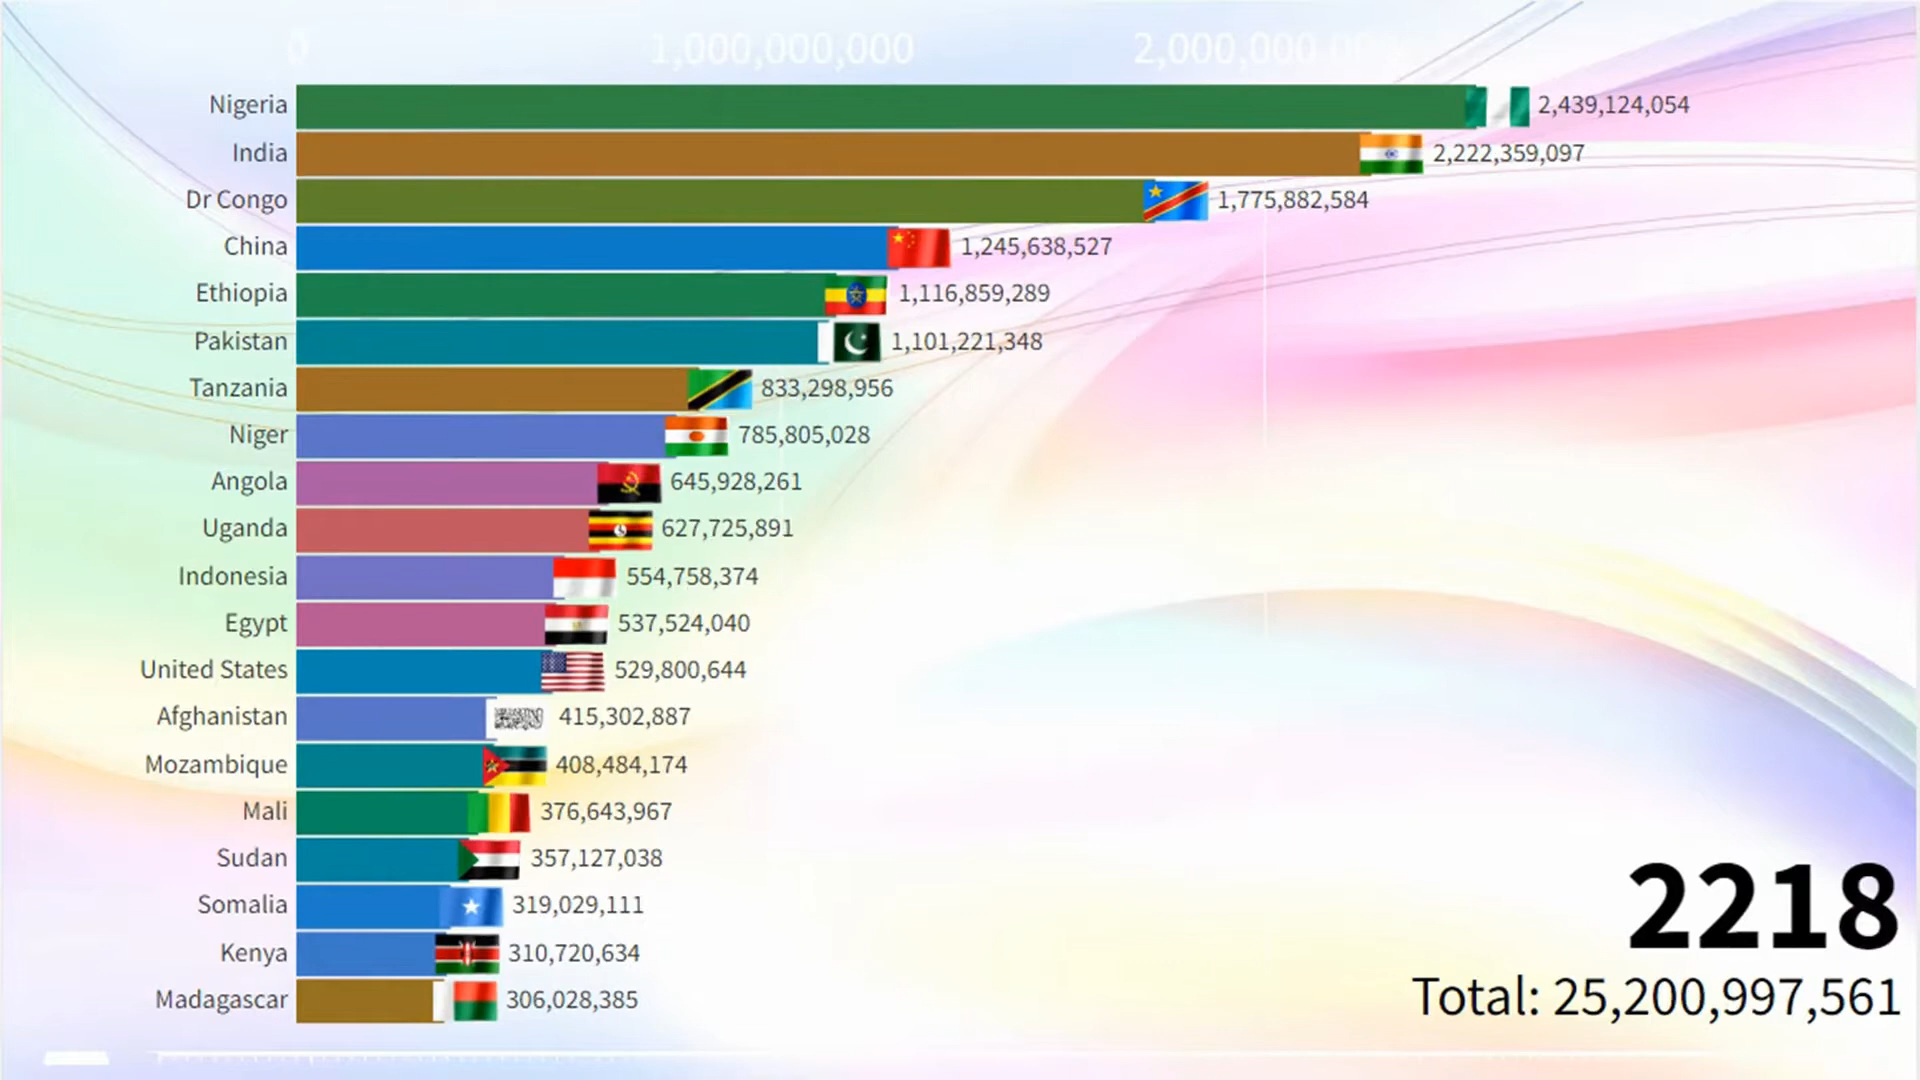 0 1,000,000,000 2,000,000,000
Nigeria 2,439,124,054
India 2,222,359,097
Dr Congo 1,775,882,584
China 1,245,638,527
Ethiopia 1,116,859,289
Pakistan 1,101,221,348
Tanzania 833,298,956
Niger 785,805,028
Angola 645,928,261
Uganda 627,725,891
Indonesia 554,758,374
Egypt 537,524,040
United States 529,800,644
Afghanistan 415,302,887
Mozambique 408,484,174
Mali 376,643,967
Sudan 357,127,038
Somalia 319,029,111
Kenya 310,720,634
Madagascar 306,028,385
2218
Total: 25,200,997,561